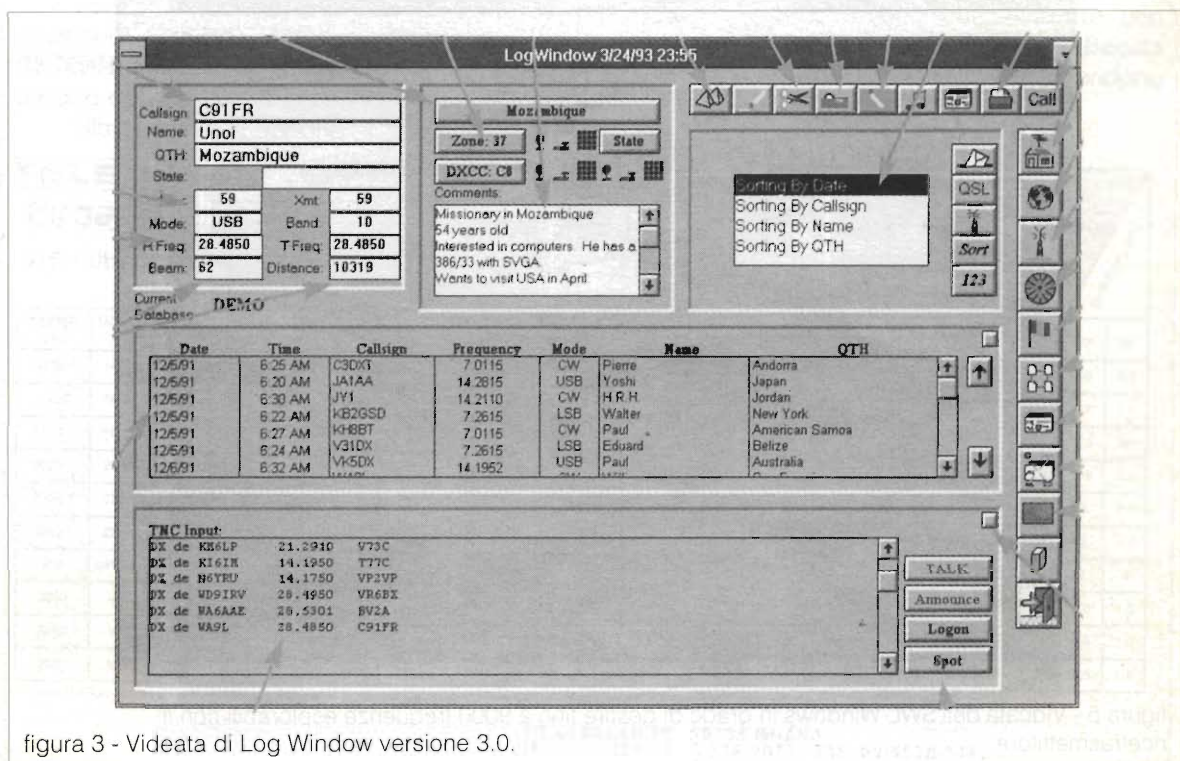 LogWindow 3/24/93 23:55
Callsign: C91FR
Name: Unoi
QTH: Mozambique
State:
59 Xmt: 59
Mode: USB Band: 10
R Freq: 28.4850 T Freq: 28.4850
Beam: 62 Distance: 10319
Current Database: DEMO
Mozambique
Zone: 37 State
DXCC: C8
Comments:
Missionary in Mozambique
54 years old
Interested in computers. He has a
386/33 with SVGA.
Wants to visit USA in April.
Call
Sorting By Date
Sorting By Callsign
Sorting By Name
Sorting By QTH
QSL
Sort
123
Date Time Callsign Frequency Mode Name QTH
12/5/91 6:25 AM C3DX1 7.0115 CW Pierre Andorra
12/5/91 6:20 AM JA1AA 14.2815 USB Yoshi Japan
12/5/91 6:30 AM JY1 14.2110 CW H.R.H. Jordan
12/5/91 6:22 AM KB2GSD 7.2615 LSB Walter New York
12/5/91 6:27 AM KH8BT 7.0115 CW Paul American Samoa
12/5/91 6:24 AM V31DX 7.2615 LSB Eduard Belize
12/6/91 6:32 AM VK5DX 14.1952 USB Paul Australia
TNC Input:
DX de KH6LP 21.2910 V73C
DX de KI6IM 14.1950 T77C
DX de N6YRU 14.1750 VP2VP
DX de WD9IRV 28.4950 VR6BX
DX de WA6AAE 28.5301 BV2A
DX de WA9L 28.4850 C91FR
TALK
Announce
Logon
Spot
figura 3 - Videata di Log Window versione 3.0.